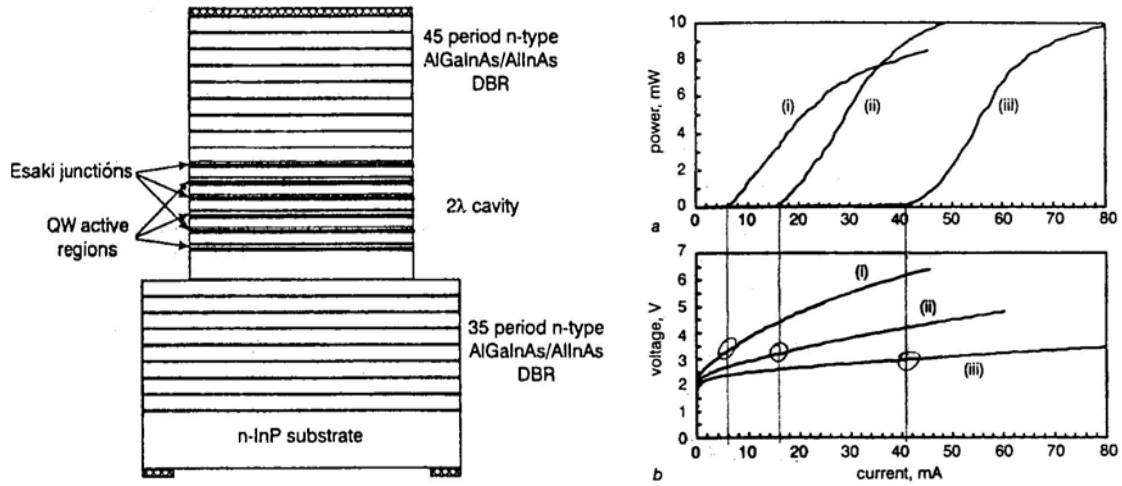 45 period n-type
AlGaInAs/AlInAs
DBR
Esaki junctions
QW active
regions
2λ cavity
35 period n-type
AlGaInAs/AlInAs
DBR
n-InP substrate
power, mW
10
8
6
4
2
0
(i)
(ii)
(iii)
0 10 20 30 40 50 60 70 80
a
voltage, V
7
6
5
4
3
2
1
0
(i)
(ii)
(iii)
0 10 20 30 40 50 60 70 80
b
current, mA